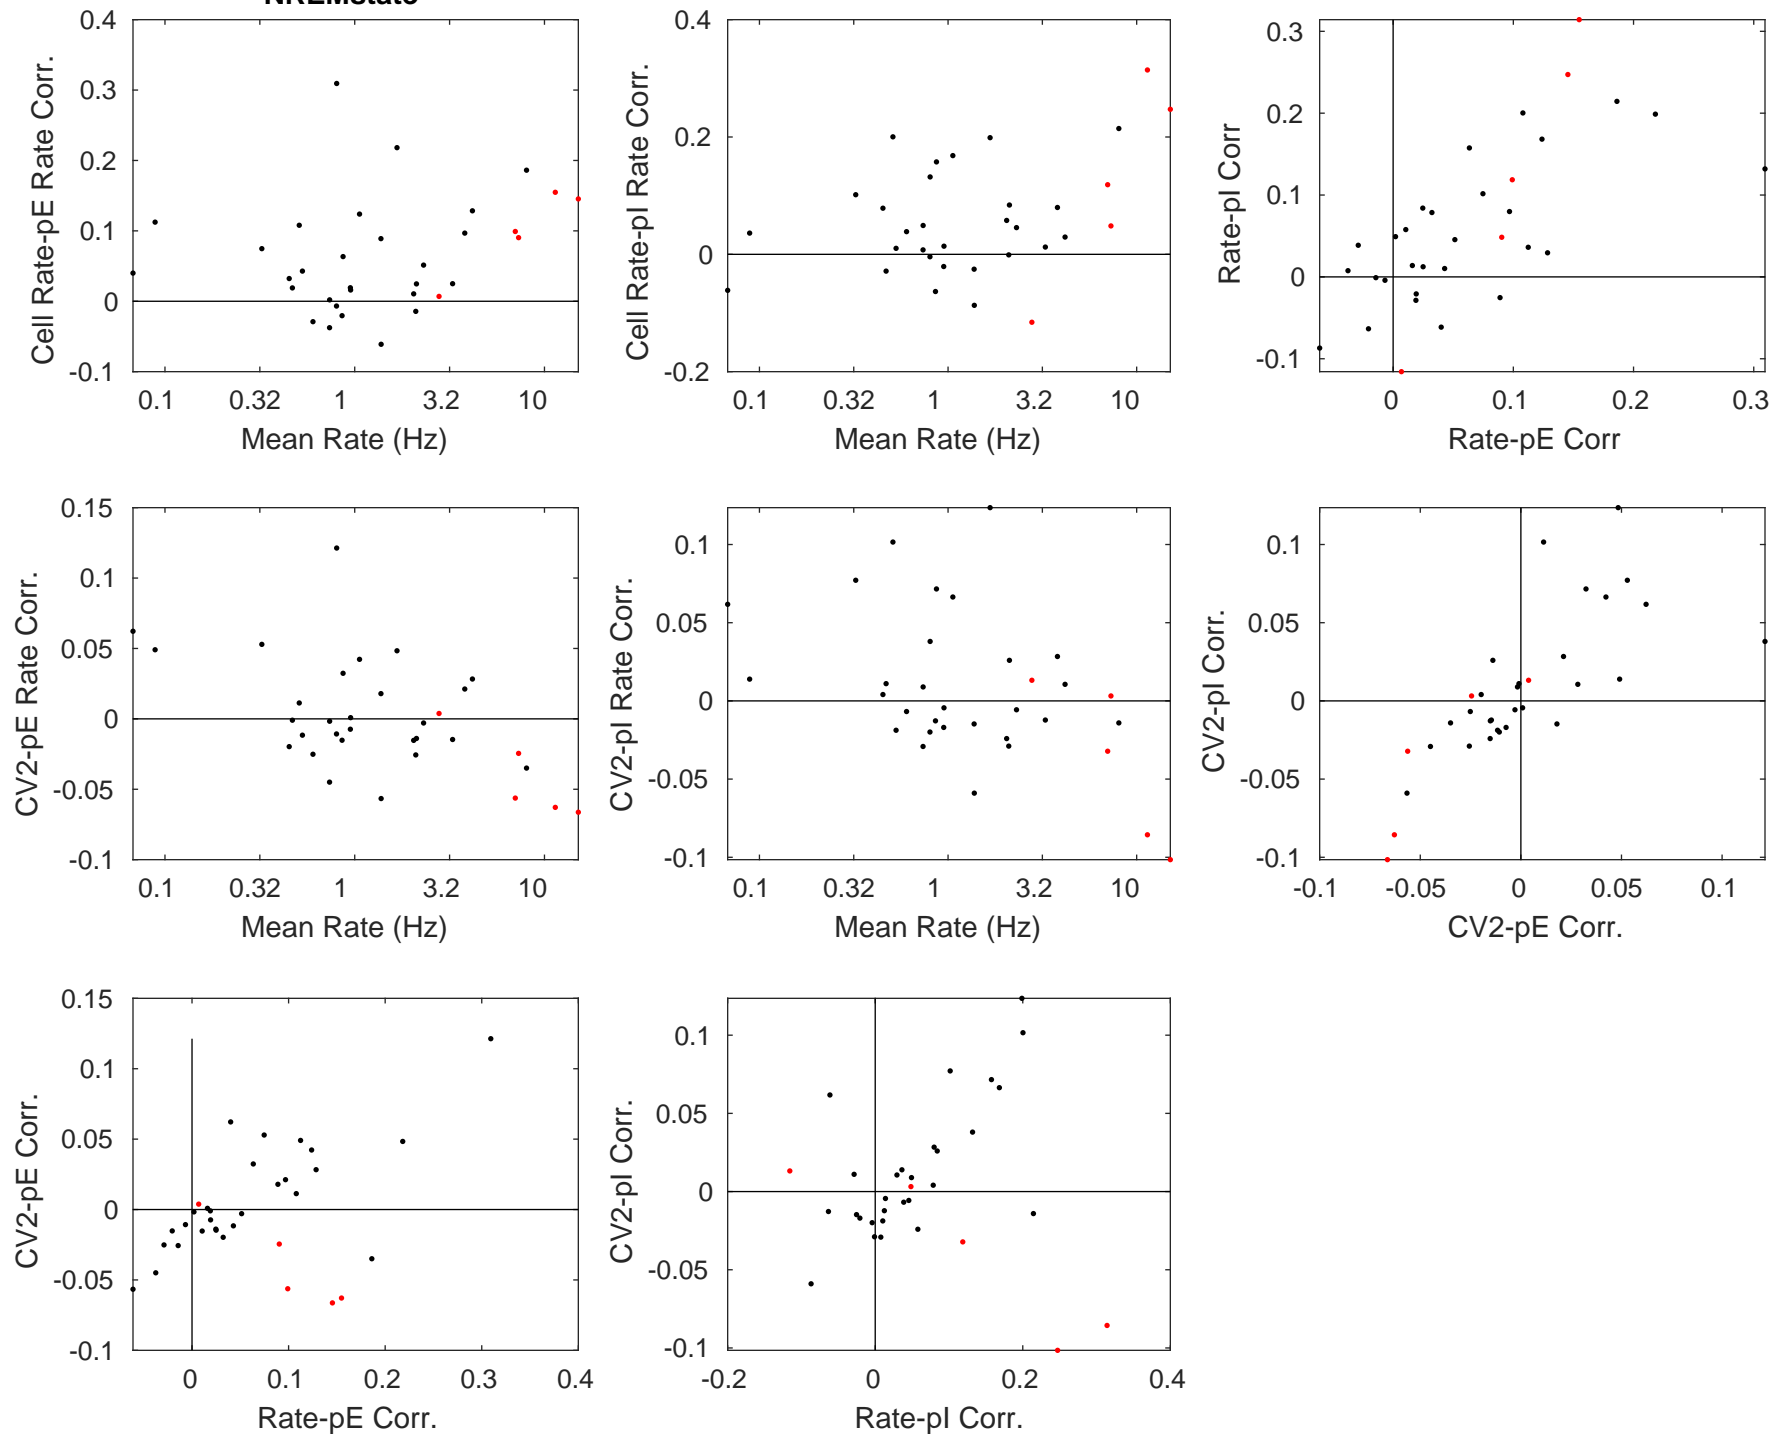 NREMstate
0.4
0.3
0.2
0.1
0
-0.1
Cell Rate-pE Rate Corr.
0.1 0.32 1 3.2 10
Mean Rate (Hz)
0.4
0.2
0
-0.2
Cell Rate-pI Rate Corr.
0.1 0.32 1 3.2 10
Mean Rate (Hz)
0.3
0.2
0.1
0
-0.1
Rate-pI Corr
0 0.1 0.2 0.3
Rate-pE Corr
0.15
0.1
0.05
0
-0.05
-0.1
CV2-pE Rate Corr.
0.1 0.32 1 3.2 10
Mean Rate (Hz)
0.1
0.05
0
-0.05
-0.1
CV2-pI Rate Corr.
0.1 0.32 1 3.2 10
Mean Rate (Hz)
0.1
0.05
0
-0.05
-0.1
CV2-pI Corr.
-0.1 -0.05 0 0.05 0.1
CV2-pE Corr.
0.15
0.1
0.05
0
-0.05
-0.1
CV2-pE Corr.
0 0.1 0.2 0.3 0.4
Rate-pE Corr.
0.1
0.05
0
-0.05
-0.1
CV2-pI Corr.
-0.2 0 0.2 0.4
Rate-pI Corr.